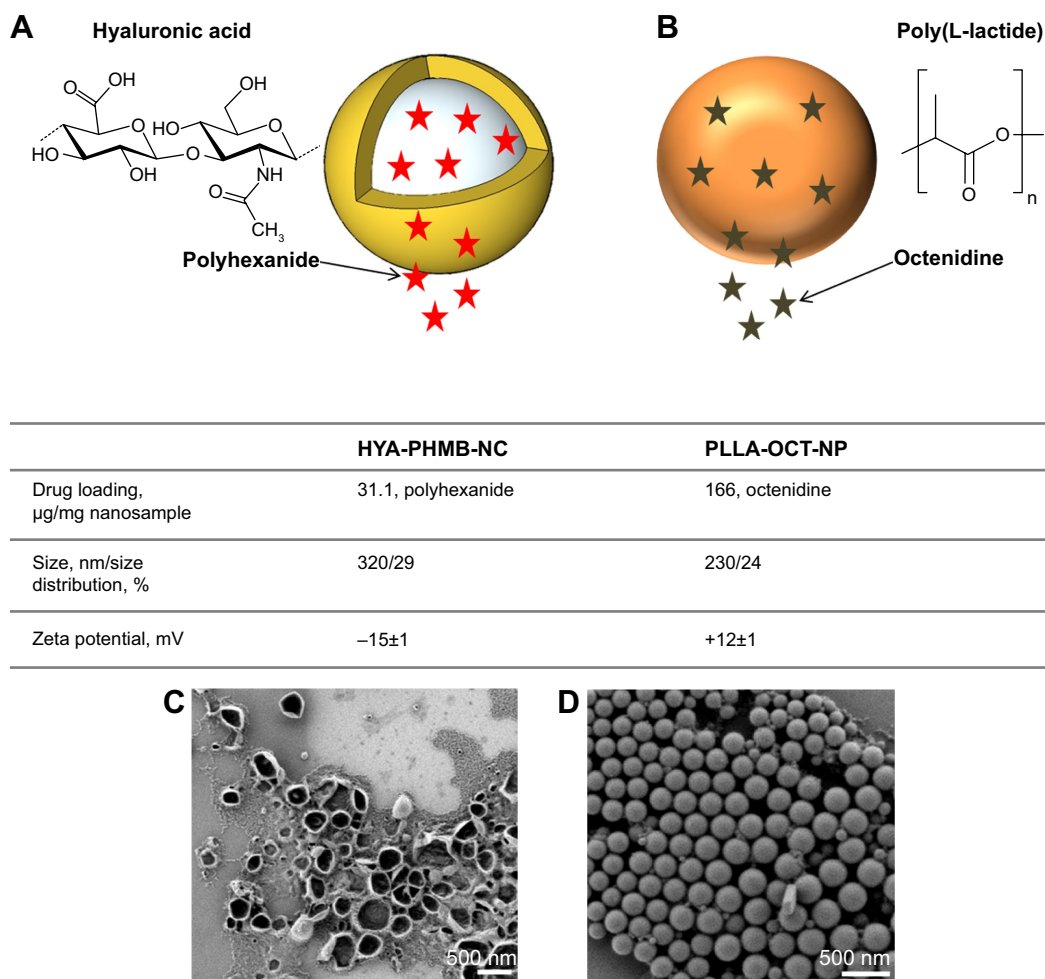 A
Hyaluronic acid
OH
O
OH
O
HO
O
HO
O
O
HO
OH
NH
O
CH3
Polyhexanide
B
Poly(L-lactide)
O
O
n
Octenidine
HYA-PHMB-NC
PLLA-OCT-NP
Drug loading,
µg/mg nanosample
31.1, polyhexanide
166, octenidine
Size, nm/size
distribution, %
320/29
230/24
Zeta potential, mV
–15±1
+12±1
C
500 nm
D
500 nm